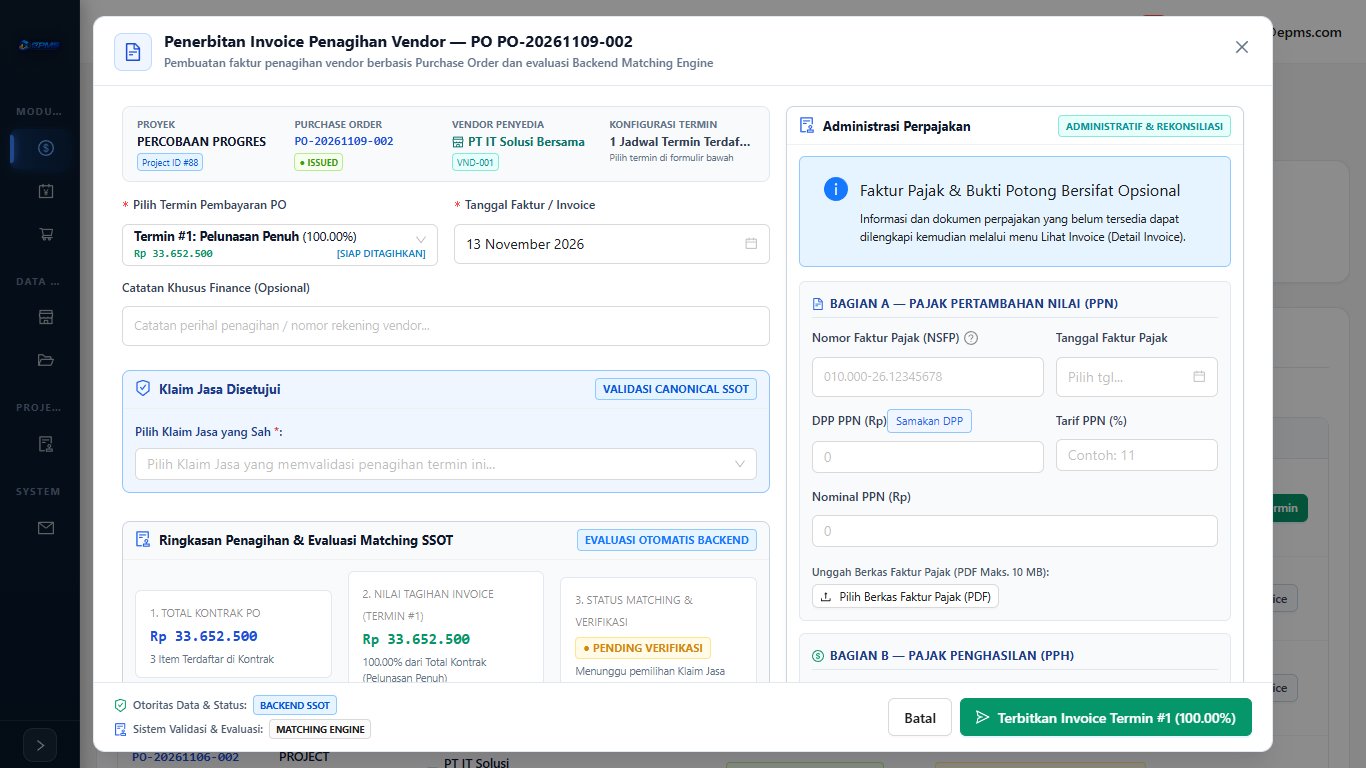 GPMS
MODU...
DATA ...
PROJE...
SYSTEM
epms.com
Penerbitan Invoice Penagihan Vendor — PO PO-20261109-002
Pembuatan faktur penagihan vendor berbasis Purchase Order dan evaluasi Backend Matching Engine
PROYEK
PERCOBAAN PROGRES
Project ID #88
PURCHASE ORDER
PO-20261109-002
ISSUED
VENDOR PENYEDIA
PT IT Solusi Bersama
VND-001
KONFIGURASI TERMIN
1 Jadwal Termin Terdaf...
Pilih termin di formulir bawah
* Pilih Termin Pembayaran PO
Termin #1: Pelunasan Penuh (100.00%)
Rp 33.652.500
[SIAP DITAGIHKAN]
* Tanggal Faktur / Invoice
13 November 2026
Catatan Khusus Finance (Opsional)
Catatan perihal penagihan / nomor rekening vendor...
Klaim Jasa Disetujui
VALIDASI CANONICAL SSOT
Pilih Klaim Jasa yang Sah *:
Pilih Klaim Jasa yang memvalidasi penagihan termin ini...
Ringkasan Penagihan & Evaluasi Matching SSOT
EVALUASI OTOMATIS BACKEND
1. TOTAL KONTRAK PO
Rp 33.652.500
3 Item Terdaftar di Kontrak
2. NILAI TAGIHAN INVOICE
(TERMIN #1)
Rp 33.652.500
100.00% dari Total Kontrak
(Pelunasan Penuh)
3. STATUS MATCHING &
VERIFIKASI
PENDING VERIFIKASI
Menunggu pemilihan Klaim Jasa
Administrasi Perpajakan
ADMINISTRATIF & REKONSILIASI
Faktur Pajak & Bukti Potong Bersifat Opsional
Informasi dan dokumen perpajakan yang belum tersedia dapat
dilengkapi kemudian melalui menu Lihat Invoice (Detail Invoice).
BAGIAN A — PAJAK PERTAMBAHAN NILAI (PPN)
Nomor Faktur Pajak (NSFP)
010.000-26.12345678
Tanggal Faktur Pajak
Pilih tgl...
DPP PPN (Rp)
Samakan DPP
0
Tarif PPN (%)
Contoh: 11
Nominal PPN (Rp)
0
Unggah Berkas Faktur Pajak (PDF Maks. 10 MB):
Pilih Berkas Faktur Pajak (PDF)
BAGIAN B — PAJAK PENGHASILAN (PPH)
rmin
ice
ice
Otoritas Data & Status:
BACKEND SSOT
Sistem Validasi & Evaluasi:
MATCHING ENGINE
Batal
Terbitkan Invoice Termin #1 (100.00%)
PO-20261106-002
PROJECT
PT IT Solusi